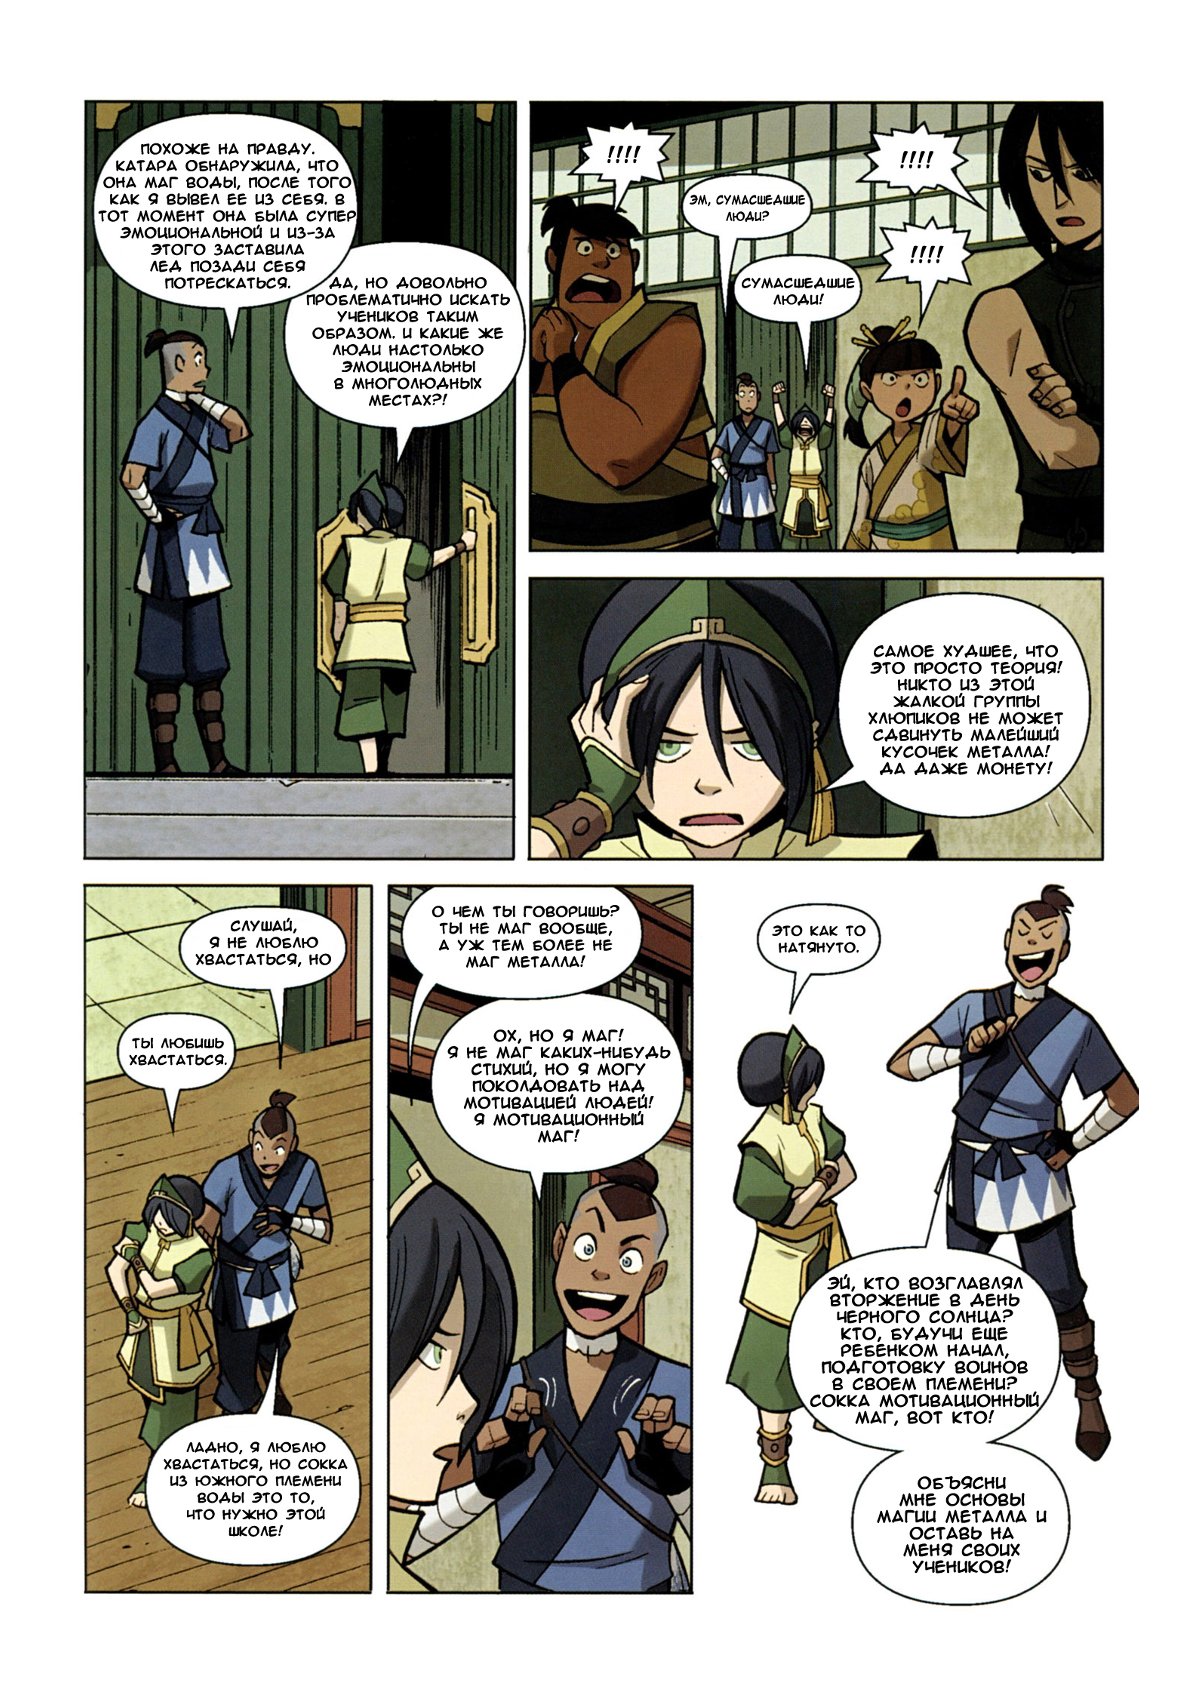 ПОХОЖЕ НА ПРАВДУ.
КАТАРА ОБНАРУЖИЛА, ЧТО
ОНА МАГ ВОДЫ, ПОСЛЕ ТОГО
КАК Я ВЫВЕЛ ЕЕ ИЗ СЕБЯ. В
ТОТ МОМЕНТ ОНА БЫЛА СУПЕР
ЭМОЦИОНАЛЬНОЙ И ИЗ-ЗА
ЭТОГО ЗАСТАВИЛА
ЛЕД ПОЗАДИ СЕБЯ
ПОТРЕСКАТЬСЯ.
ДА, НО ДОВОЛЬНО
ПРОБЛЕМАТИЧНО ИСКАТЬ
УЧЕНИКОВ ТАКИМ
ОБРАЗОМ. И КАКИЕ ЖЕ
ЛЮДИ НАСТОЛЬКО
ЭМОЦИОНАЛЬНЫ
В МНОГОЛЮДНЫХ
МЕСТАХ?!
!!!!
ЭМ, СУМАСШЕДШИЕ
ЛЮДИ?
!!!!
СУМАСШЕДШИЕ
ЛЮДИ!
!!!!
САМОЕ ХУДШЕЕ, ЧТО
ЭТО ПРОСТО ТЕОРИЯ!
НИКТО ИЗ ЭТОЙ
ЖАЛКОЙ ГРУППЫ
ХЛЮПИКОВ НЕ МОЖЕТ
СДВИНУТЬ МАЛЕЙШИЙ
КУСОЧЕК МЕТАЛЛА!
ДА ДАЖЕ МОНЕТУ!
СЛУШАЙ,
Я НЕ ЛЮБЛЮ
ХВАСТАТЬСЯ, НО
ТЫ ЛЮБИШЬ
ХВАСТАТЬСЯ.
ЛАДНО, Я ЛЮБЛЮ
ХВАСТАТЬСЯ, НО СОККА
ИЗ ЮЖНОГО ПЛЕМЕНИ
ВОДЫ ЭТО ТО,
ЧТО НУЖНО ЭТОЙ
ШКОЛЕ!
О ЧЕМ ТЫ ГОВОРИШЬ?
ТЫ НЕ МАГ ВООБЩЕ,
А УЖ ТЕМ БОЛЕЕ НЕ
МАГ МЕТАЛЛА!
ОХ, НО Я МАГ!
Я НЕ МАГ КАКИХ-НИБУДЬ
СТИХИЙ, НО Я МОГУ
ПОКОЛДОВАТЬ НАД
МОТИВАЦИЕЙ ЛЮДЕЙ!
Я МОТИВАЦИОННЫЙ
МАГ!
ЭТО КАК ТО
НАТЯНУТО.
ЭЙ, КТО ВОЗГЛАВЛЯЛ
ВТОРЖЕНИЕ В ДЕНЬ
ЧЕРНОГО СОЛНЦА?
КТО, БУДУЧИ ЕЩЕ
РЕБЕНКОМ НАЧАЛ,
ПОДГОТОВКУ ВОИНОВ
В СВОЕМ ПЛЕМЕНИ?
СОККА МОТИВАЦИОННЫЙ
МАГ, ВОТ КТО!
ОБЪЯСНИ
МНЕ ОСНОВЫ
МАГИИ МЕТАЛЛА И
ОСТАВЬ НА
МЕНЯ СВОИХ
УЧЕНИКОВ!